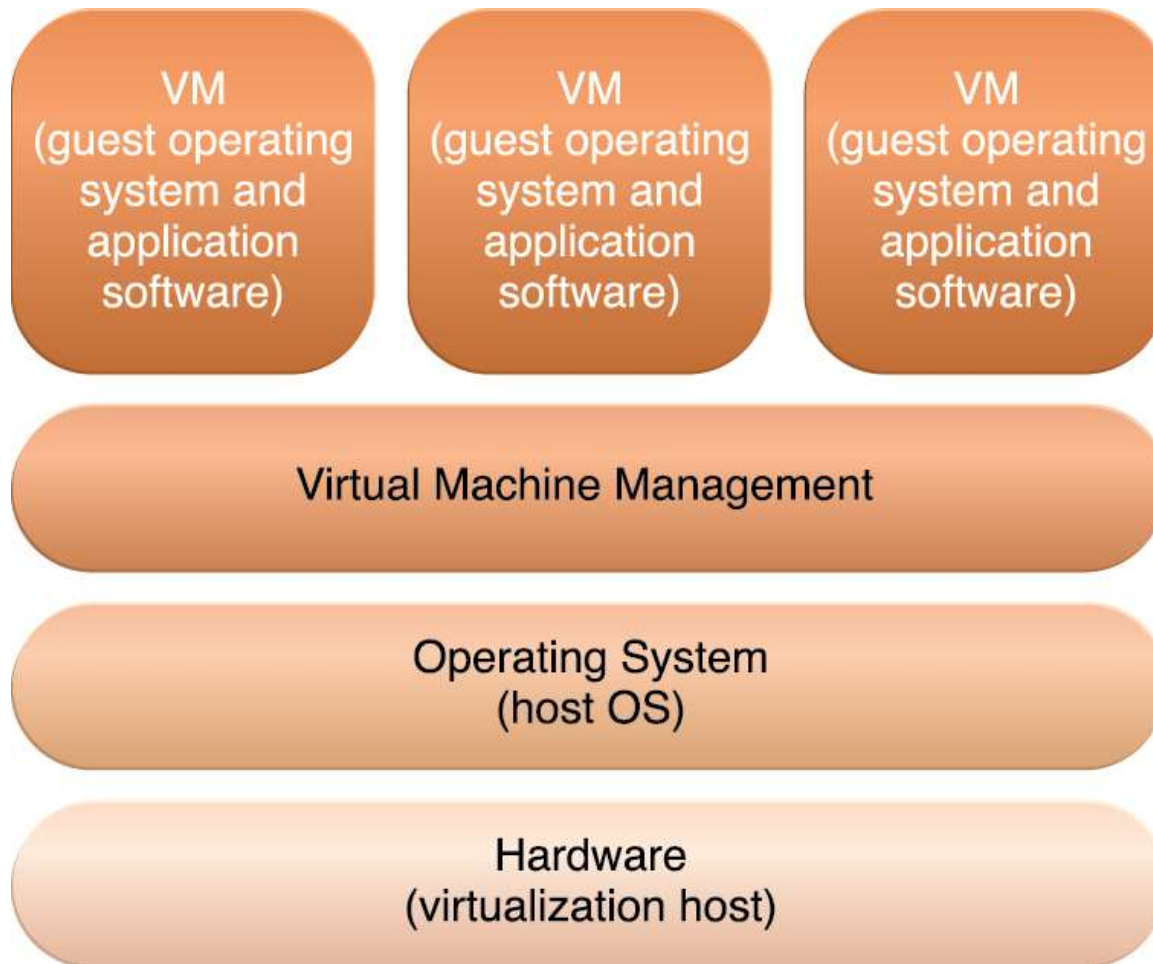 VM
(guest operating
system and
application
software)
VM
(guest operating
system and
application
software)
VM
(guest operating
system and
application
software)
Virtual Machine Management
Operating System
(host OS)
Hardware
(virtualization host)